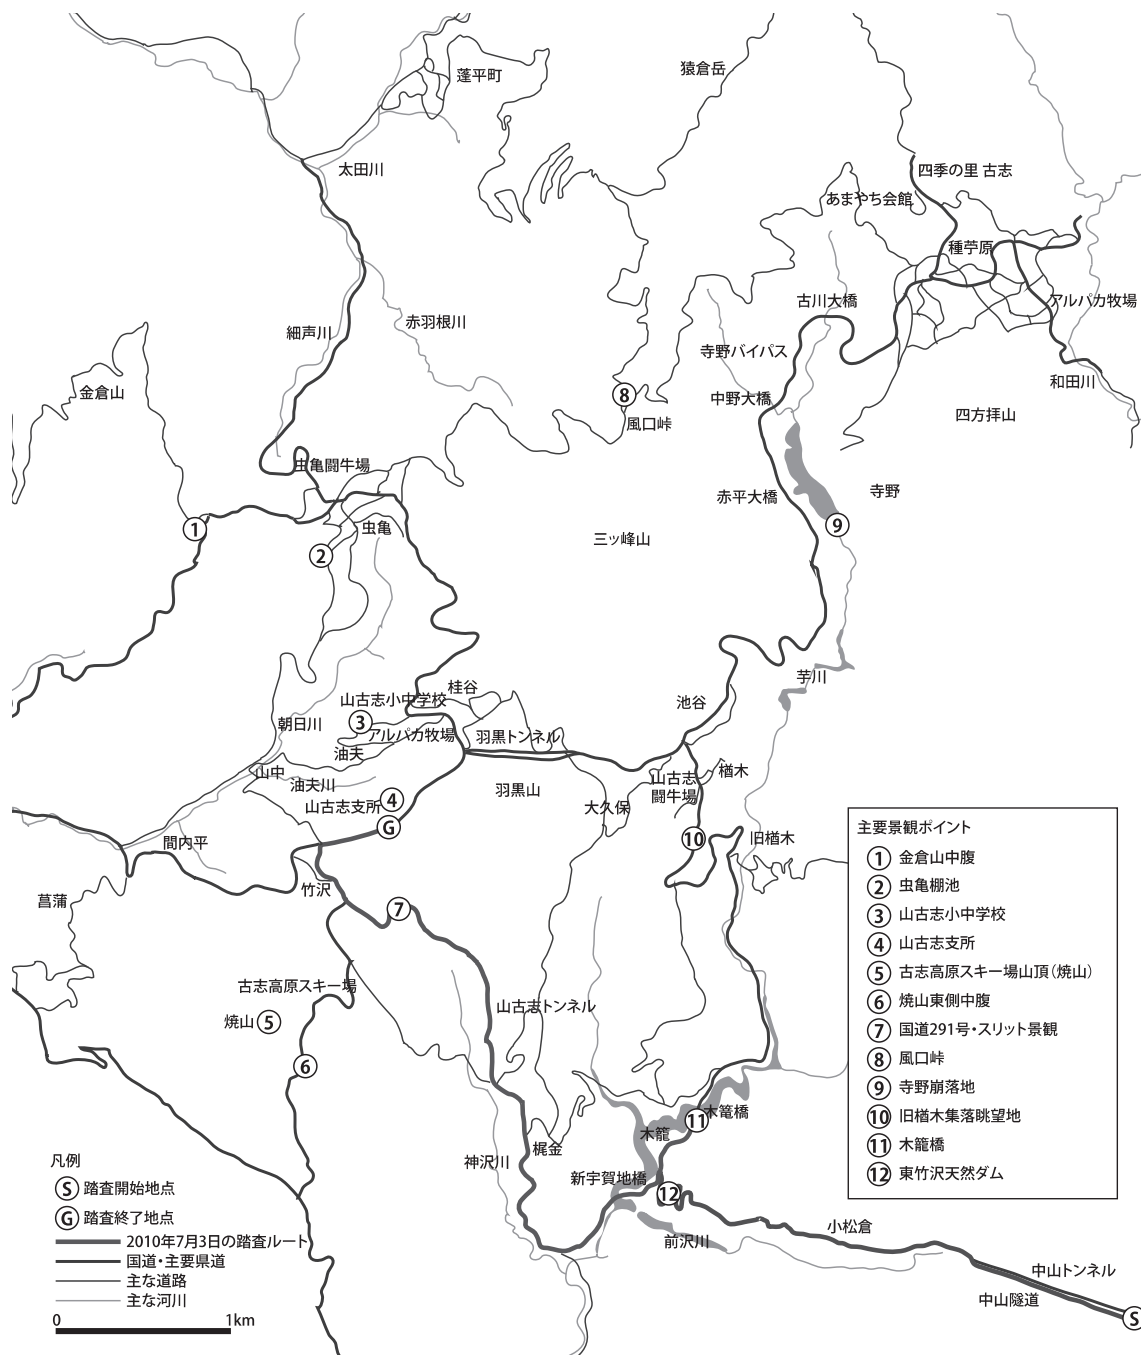 蓬平町
猿倉岳
太田川
四季の里 古志
あまやち会館
種苧原
古川大橋
アルパカ牧場
細声川
赤羽根川
寺野バイパス
和田川
金倉山
中野大橋
四方拝山
8
風口峠
虫亀闘牛場
赤平大橋
寺野
1
虫亀
9
2
三ッ峰山
芋川
桂谷
山古志小中学校
池谷
3
朝日川
アルパカ牧場
羽黒トンネル
油夫
山中
油夫川
羽黒山
山古志
闘牛場
楢木
4
山古志支所
大久保
G
10
旧楢木
間内平
竹沢
菖蒲
7
古志高原スキー場
山古志トンネル
焼山
5
6
木篭橋
11
木籠
梶金
神沢川
新宇賀地橋
12
小松倉
前沢川
中山トンネル
中山隧道
S
主要景観ポイント
1 金倉山中腹
2 虫亀棚池
3 山古志小中学校
4 山古志支所
5 古志高原スキー場山頂（焼山）
6 焼山東側中腹
7 国道291号・スリット景観
8 風口峠
9 寺野崩落地
10 旧楢木集落眺望地
11 木籠橋
12 東竹沢天然ダム
凡例
S 踏査開始地点
G 踏査終了地点
2010年7月3日の踏査ルート
国道・主要県道
主な道路
主な河川
0 1km